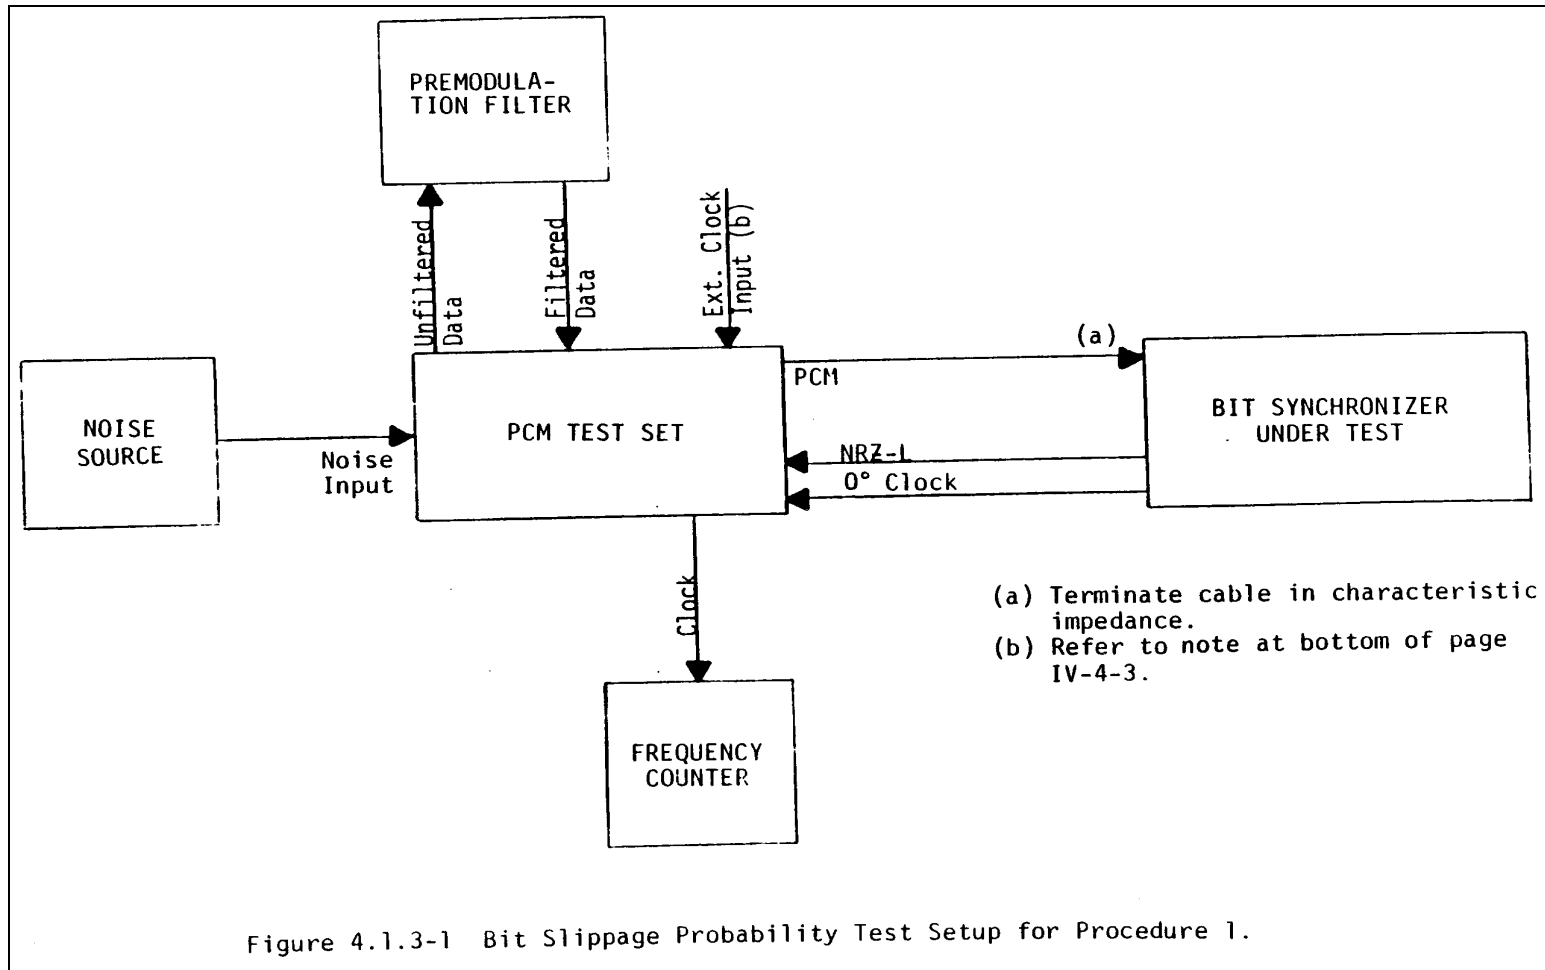 PREMODULA-
TION FILTER
Unfiltered
Data
Filtered
Data
Ext. Clock
Input (b)
(a)
PCM
NOISE
SOURCE
Noise
Input
PCM TEST SET
BIT SYNCHRONIZER
UNDER TEST
NRZ-L
0° Clock
Clock
(a) Terminate cable in characteristic
impedance.
(b) Refer to note at bottom of page
IV-4-3.
FREQUENCY
COUNTER
Figure 4.1.3-1 Bit Slippage Probability Test Setup for Procedure 1.